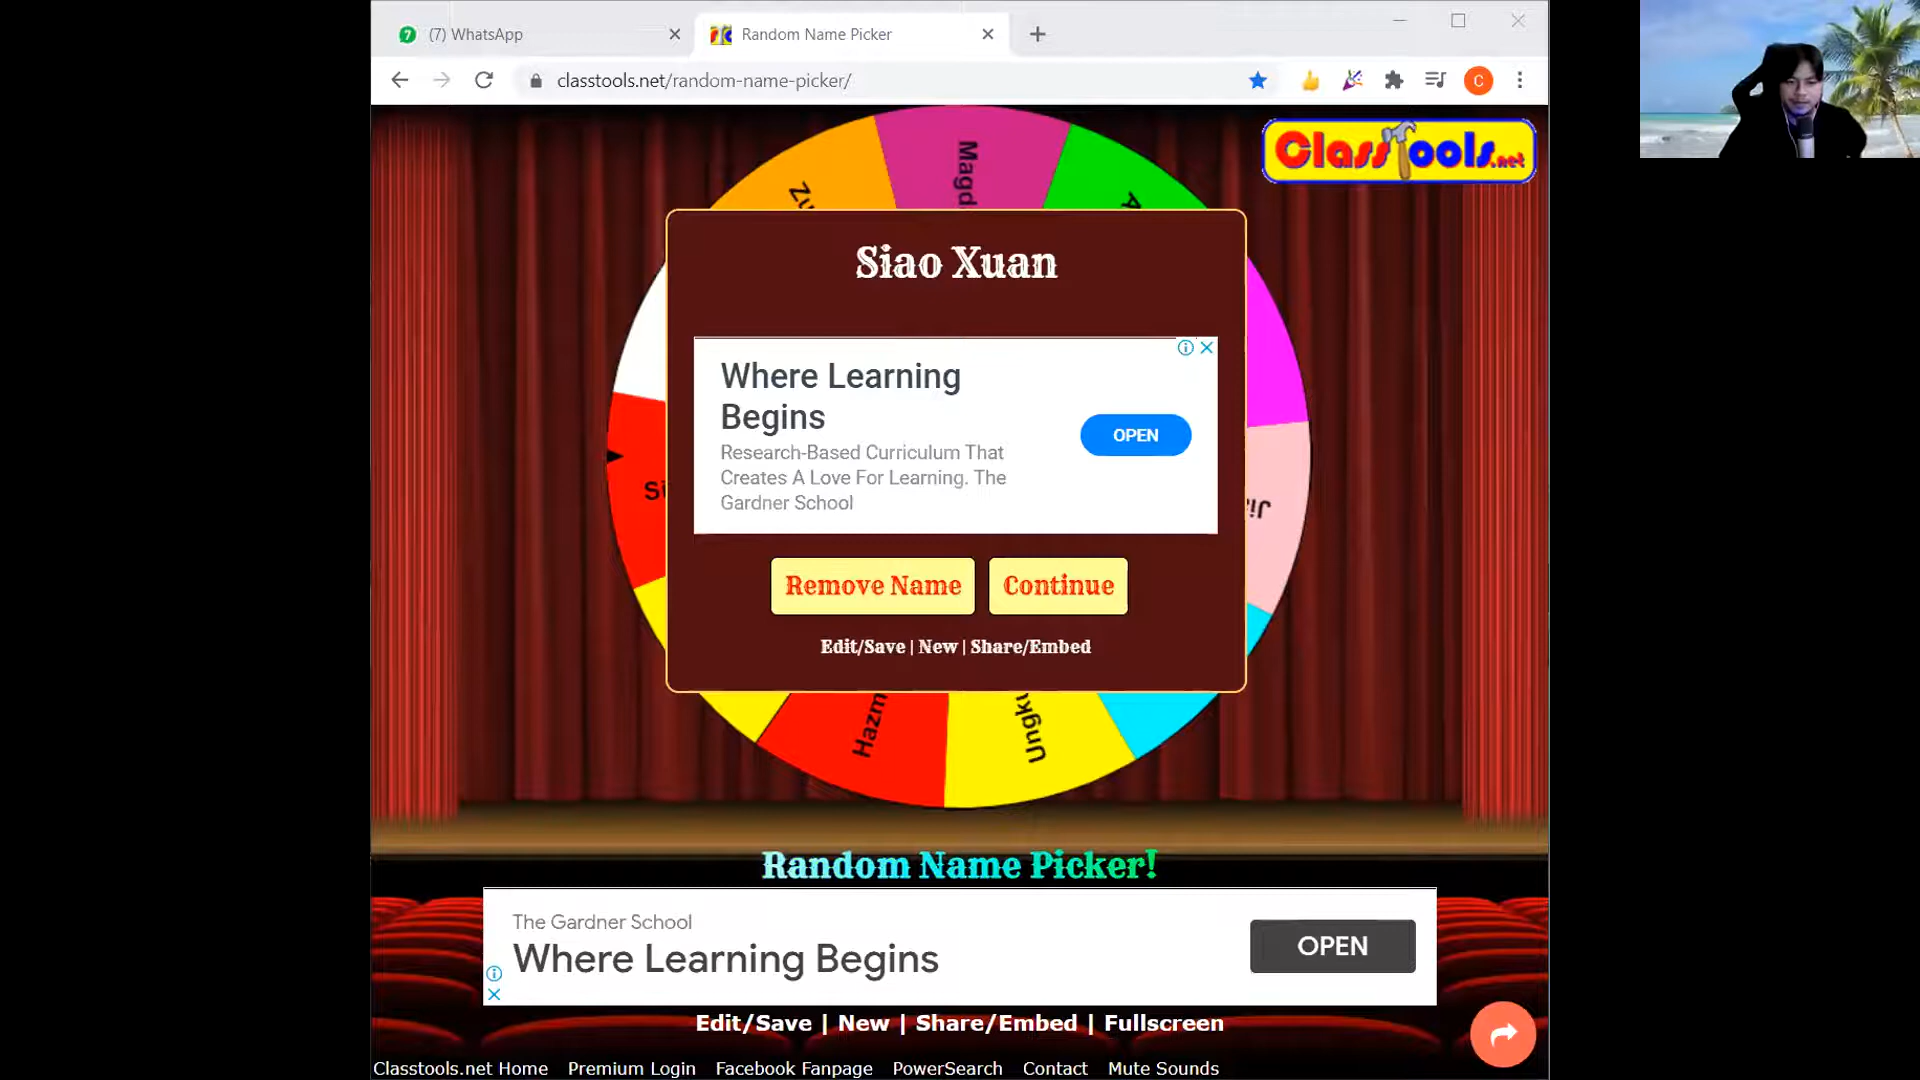 7 (7) WhatsApp
Random Name Picker
classtools.net/random-name-picker/
C
ClassTools.net
Siao Xuan
Where Learning
Begins
Research-Based Curriculum That
Creates A Love For Learning. The
Gardner School
OPEN
Remove Name Continue
Edit/Save | New | Share/Embed
Random Name Picker!
The Gardner School
Where Learning Begins
OPEN
Edit/Save | New | Share/Embed | Fullscreen
Classtools.net Home Premium Login Facebook Fanpage PowerSearch Contact Mute Sounds